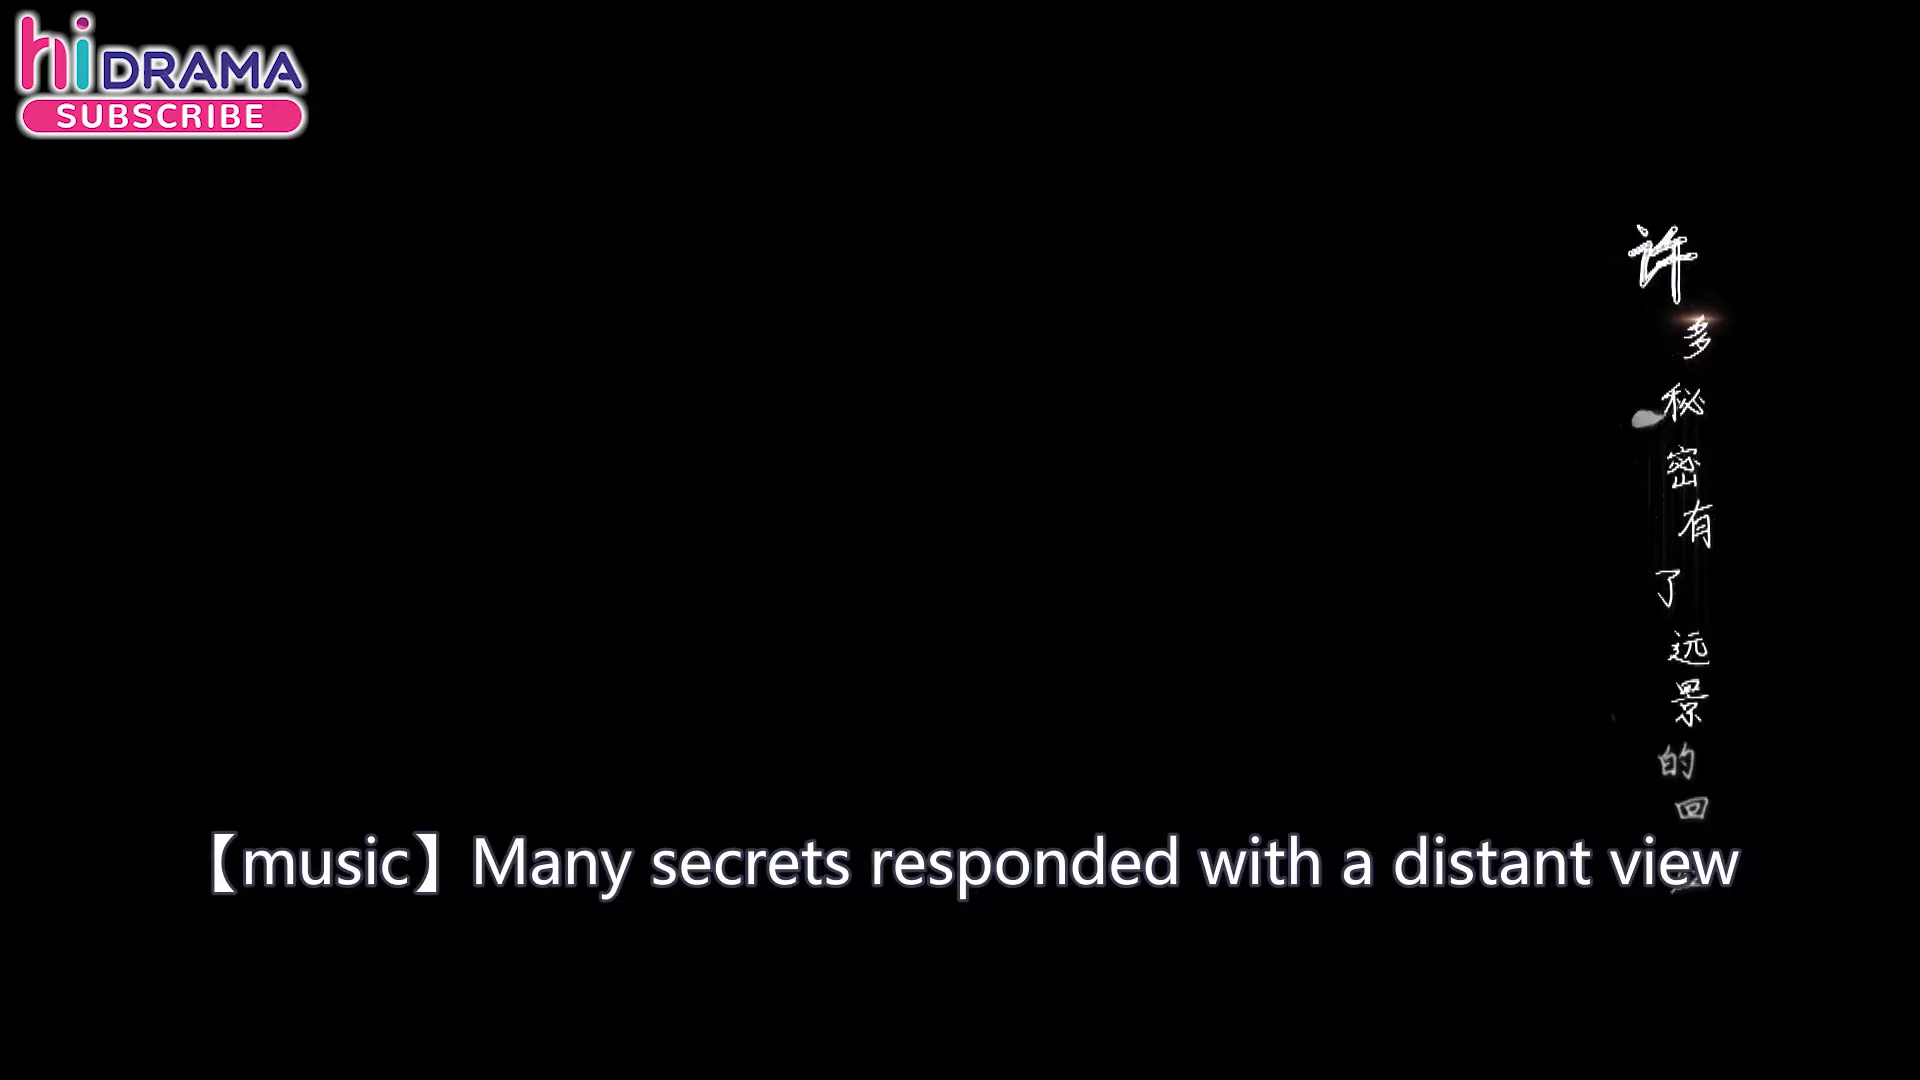 hi DRAMA
SUBSCRIBE
许多秘密有了远景的回
【music】Many secrets responded with a distant view